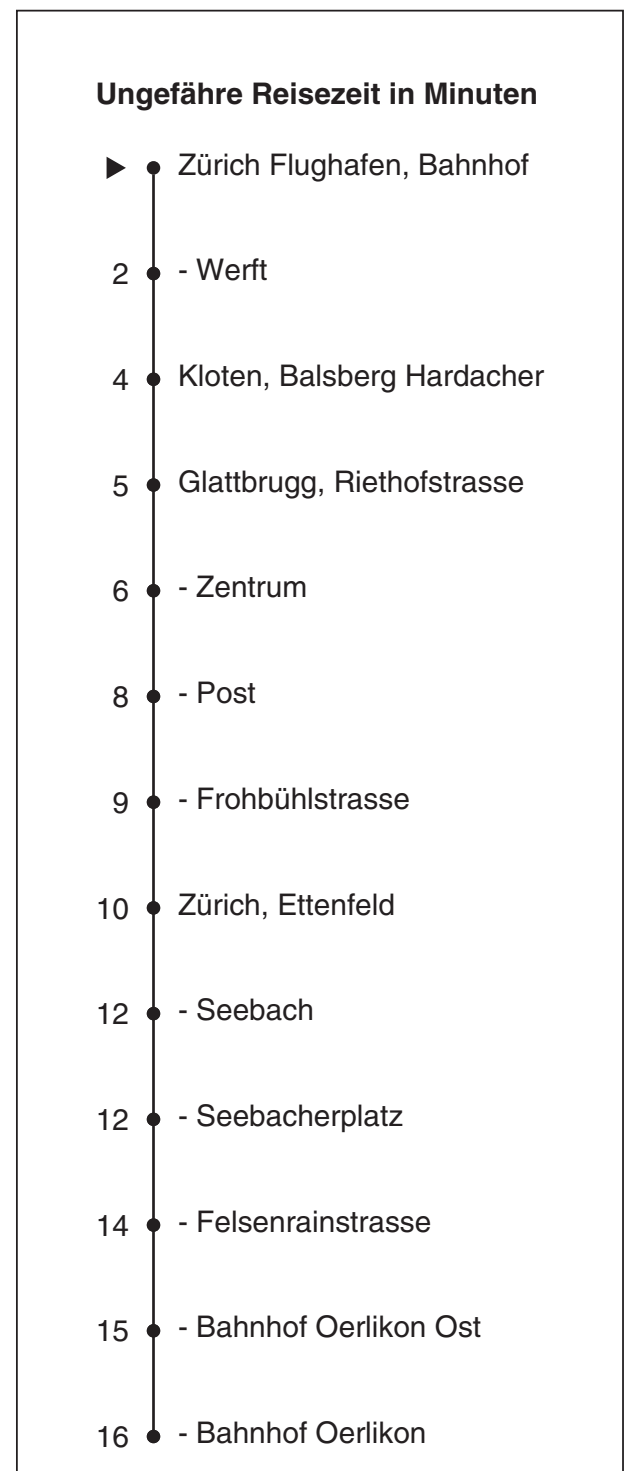 Ungefähre Reisezeit in Minuten
Zürich Flughafen, Bahnhof
2 - Werft
4 Kloten, Balsberg Hardacher
5 Glattbrugg, Riethofstrasse
6 - Zentrum
8 - Post
9 - Frohbühlstrasse
10 Zürich, Ettenfeld
12 - Seebach
12 - Seebacherplatz
14 - Felsenrainstrasse
15 - Bahnhof Oerlikon Ost
16 - Bahnhof Oerlikon